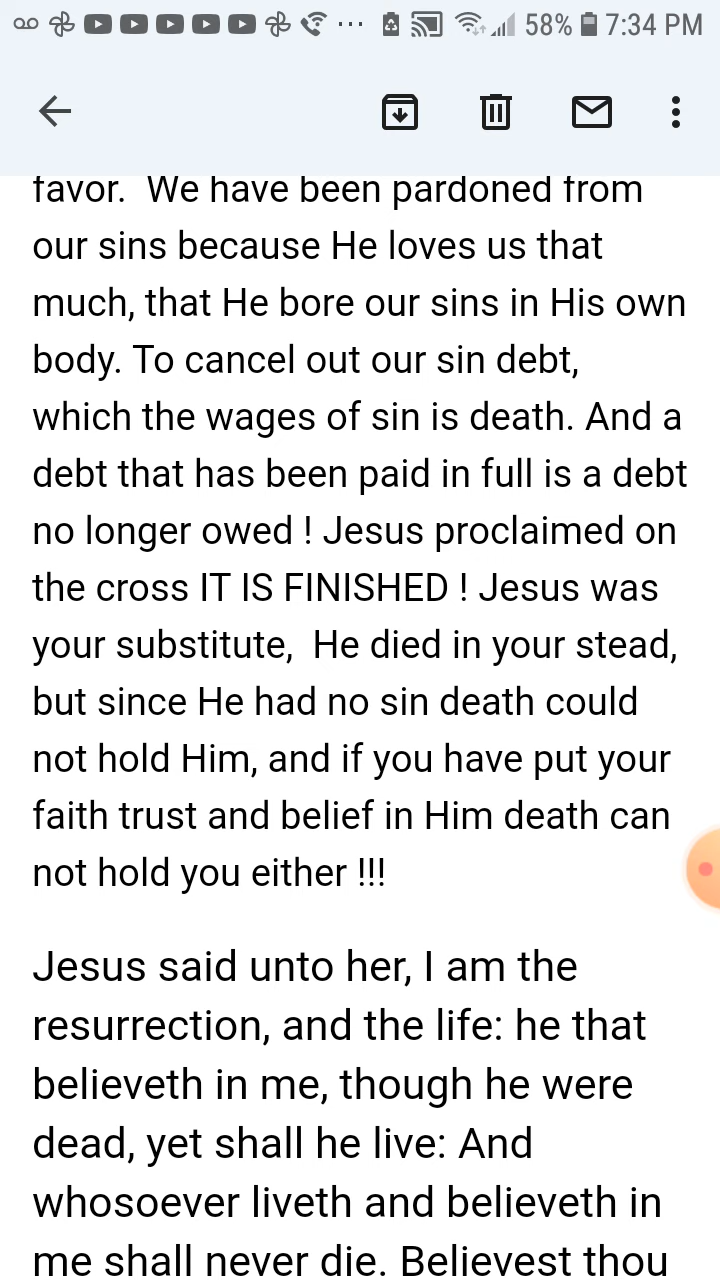 58% 7:34 PM
favor.  We have been pardoned from
our sins because He loves us that
much, that He bore our sins in His own
body. To cancel out our sin debt,
which the wages of sin is death. And a
debt that has been paid in full is a debt
no longer owed ! Jesus proclaimed on
the cross IT IS FINISHED ! Jesus was
your substitute,  He died in your stead,
but since He had no sin death could
not hold Him, and if you have put your
faith trust and belief in Him death can
not hold you either !!!
Jesus said unto her, I am the
resurrection, and the life: he that
believeth in me, though he were
dead, yet shall he live: And
whosoever liveth and believeth in
me shall never die. Believest thou